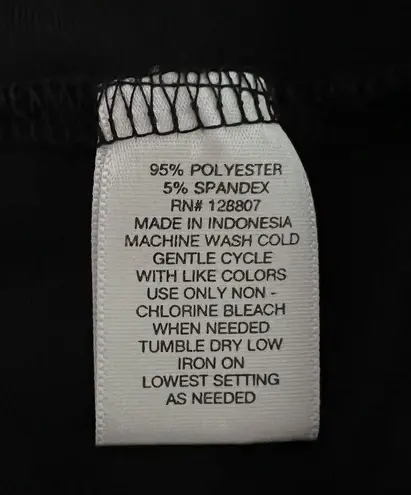 95% POLYESTER
5% SPANDEX
RN# 128807
MADE IN INDONESIA
MACHINE WASH COLD
GENTLE CYCLE
WITH LIKE COLORS
USE ONLY NON -
CHLORINE BLEACH
WHEN NEEDED
TUMBLE DRY LOW
IRON ON
LOWEST SETTING
AS NEEDED